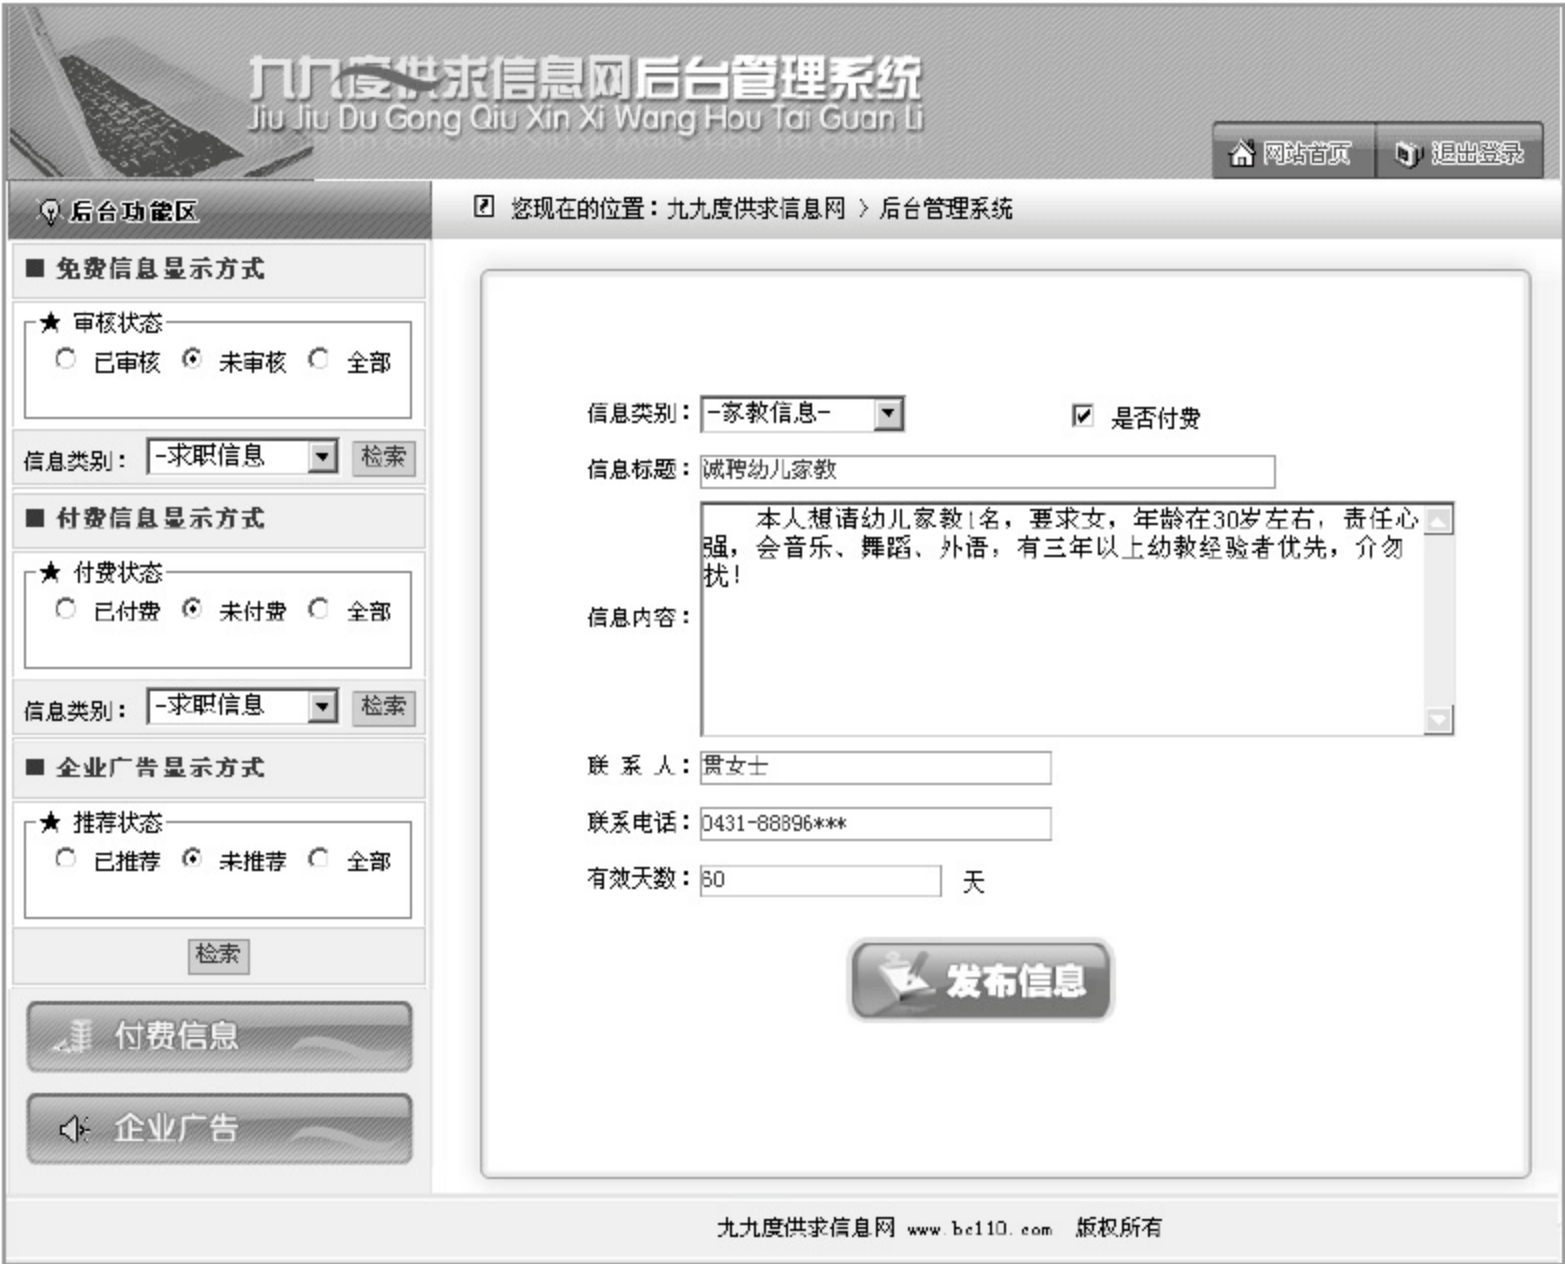 九九度供求信息网后台管理系统
Jiu Jiu Du Gong Qiu Xin Xi Wang Hou Tai Guan Li
网站首页 退出登录
后台功能区
您现在的位置：九九度供求信息网 > 后台管理系统
■ 免费信息显示方式
★ 审核状态
已审核 未审核 全部
信息类别： -求职信息 检索
■ 付费信息显示方式
★ 付费状态
已付费 未付费 全部
信息类别： -求职信息 检索
■ 企业广告显示方式
★ 推荐状态
已推荐 未推荐 全部
检索
付费信息
企业广告
信息类别： -家教信息- 是否付费
信息标题： 诚聘幼儿家教
信息内容：
本人想请幼儿家教1名，要求女，年龄在30岁左右，责任心
强，会音乐、舞蹈、外语，有三年以上幼教经验者优先，介勿
扰！
联 系 人： 贯女士
联系电话： 0431-88896***
有效天数： 60 天
发布信息
九九度供求信息网 www.bc110.com 版权所有